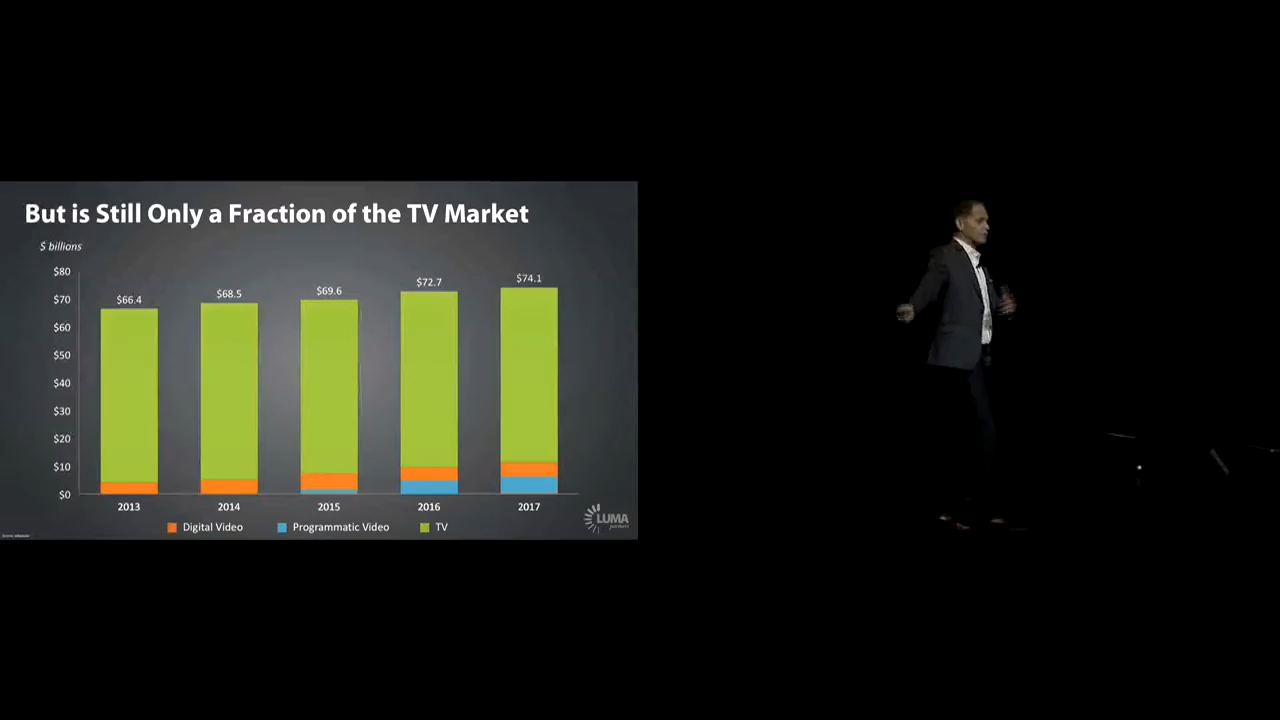 But is Still Only a Fraction of the TV Market
$ billions
$80
$70
$60
$50
$40
$30
$20
$10
$0
$66.4
$68.5
$69.6
$72.7
$74.1
2013 2014 2015 2016 2017
Digital Video Programmatic Video TV
LUMA
partners